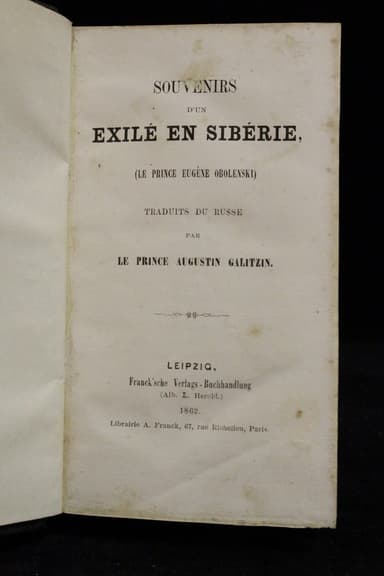 SOUVENIRS
D'UN
EXILÉ EN SIBÉRIE,
(LE PRINCE EUGÈNE OBOLENSKI)
TRADUITS DU RUSSE
PAR
LE PRINCE AUGUSTIN GALITZIN.
LEIPZIG,
Franck'sche Verlags-Buchhandlung
(Alb. L. Herold.)
1862.
Librairie A. Franck, 67, rue Richelieu, Paris.